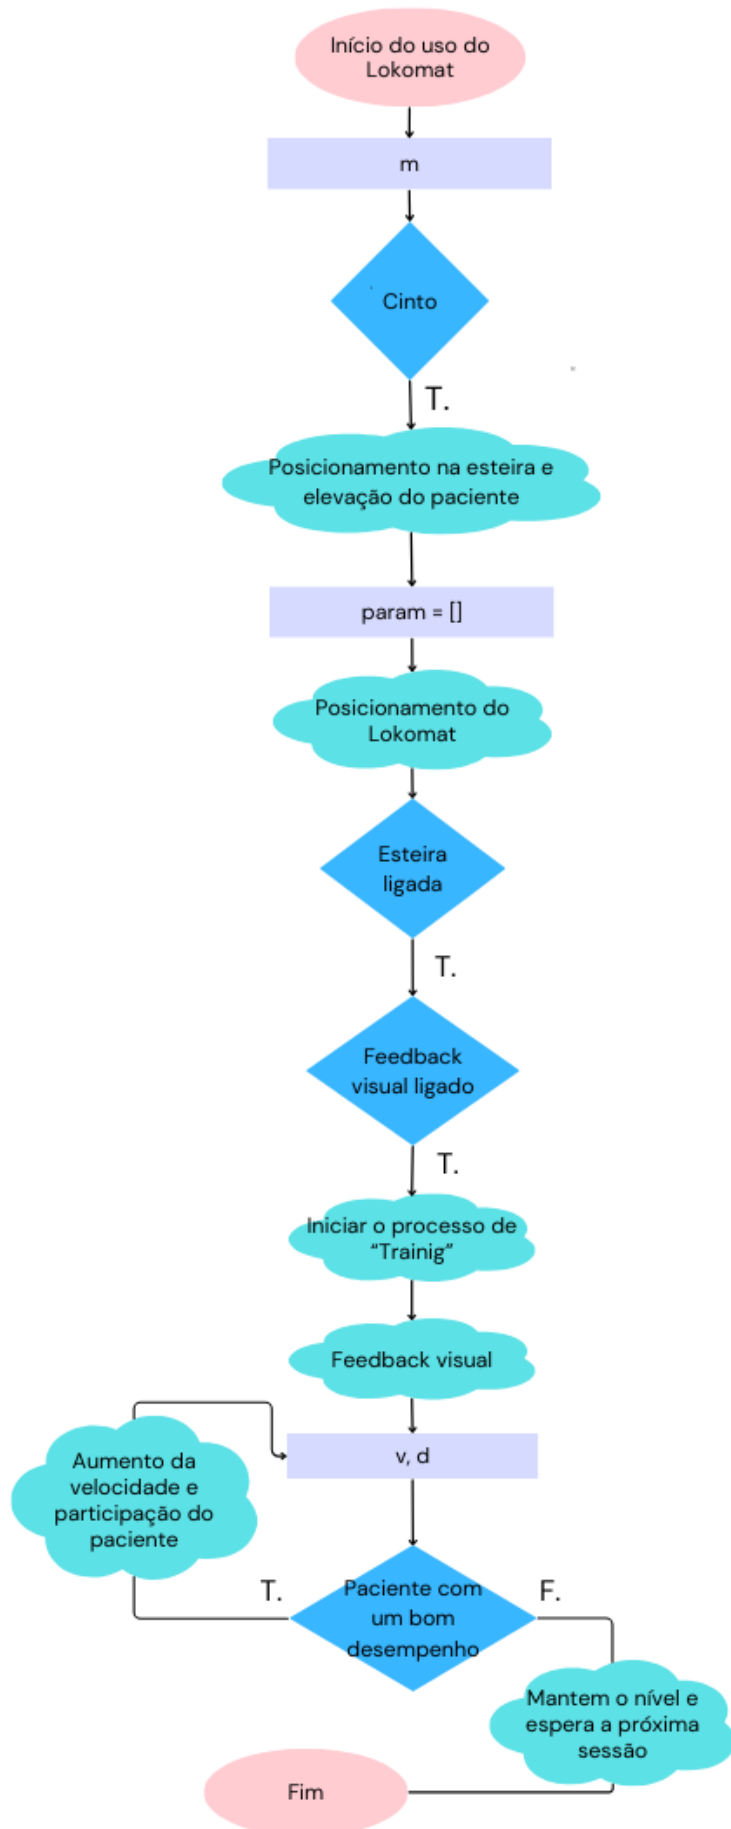 Início do uso do
Lokomat
m
Cinto
T.
Posicionamento na esteira e
elevação do paciente
param = []
Posicionamento do
Lokomat
Esteira
ligada
T.
Feedback
visual ligado
T.
Iniciar o processo de
“Trainig”
Feedback visual
v, d
Aumento da
velocidade e
participação do
paciente
T.
Paciente com
um bom
desempenho
F.
Mantem o nível e
espera a próxima
sessão
Fim